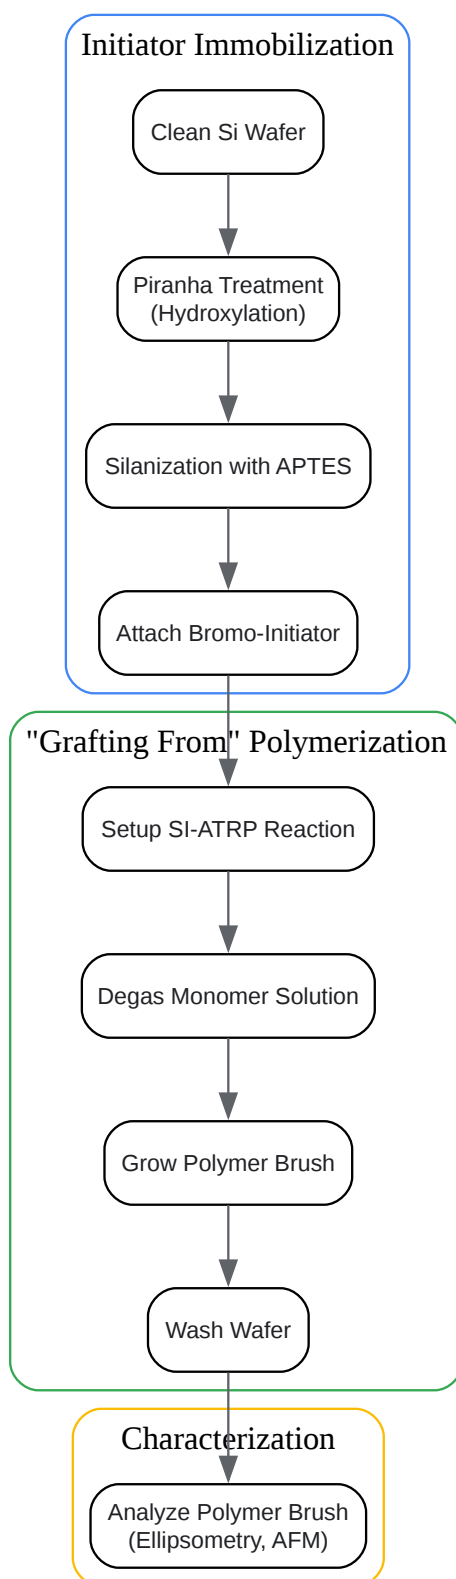 Initiator Immobilization
Clean Si Wafer
Piranha Treatment
(Hydroxylation)
Silanization with APTES
Attach Bromo-Initiator
"Grafting From" Polymerization
Setup SI-ATRP Reaction
Degas Monomer Solution
Grow Polymer Brush
Wash Wafer
Characterization
Analyze Polymer Brush
(Ellipsometry, AFM)